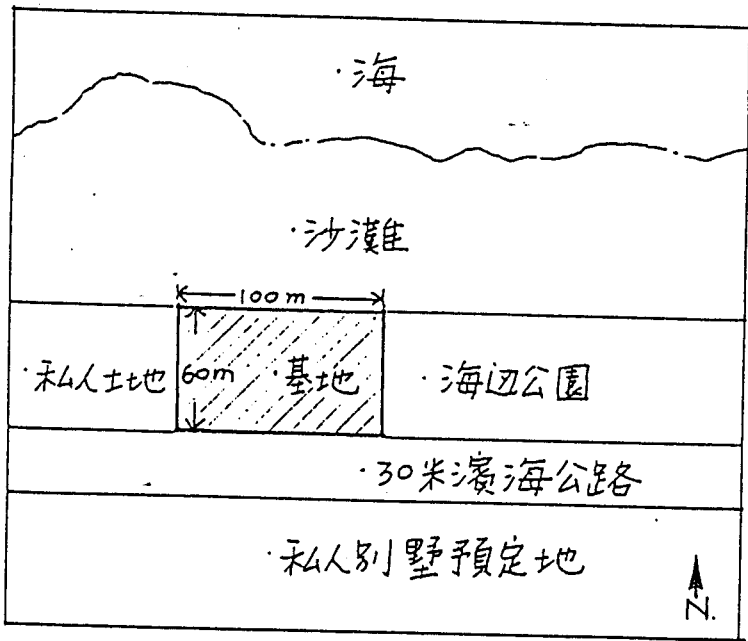 ·海
·沙灘
100m
·私人土地
60m
·基地
·海辺公園
·30米濱海公路
·私人別墅預定地
N.